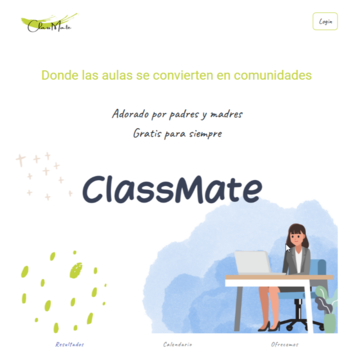 ClassMate
Login
Donde las aulas se convierten en comunidades
Adorado por padres y madres
Gratis para siempre
ClassMate
Resultados
Calendario
Ofrecemos